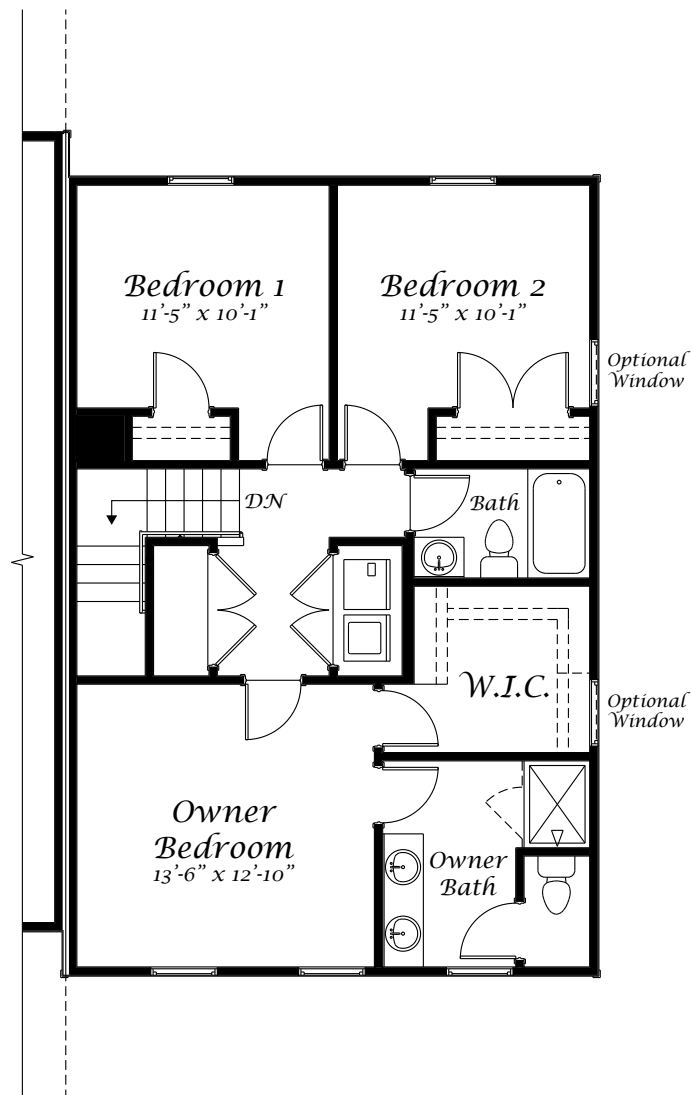 Bedroom 1
11'-5" x 10'-1"
Bedroom 2
11'-5" x 10'-1"
Optional
Window
DN
Bath
W.I.C.
Optional
Window
Owner
Bedroom
13'-6" x 12'-10"
Owner
Bath